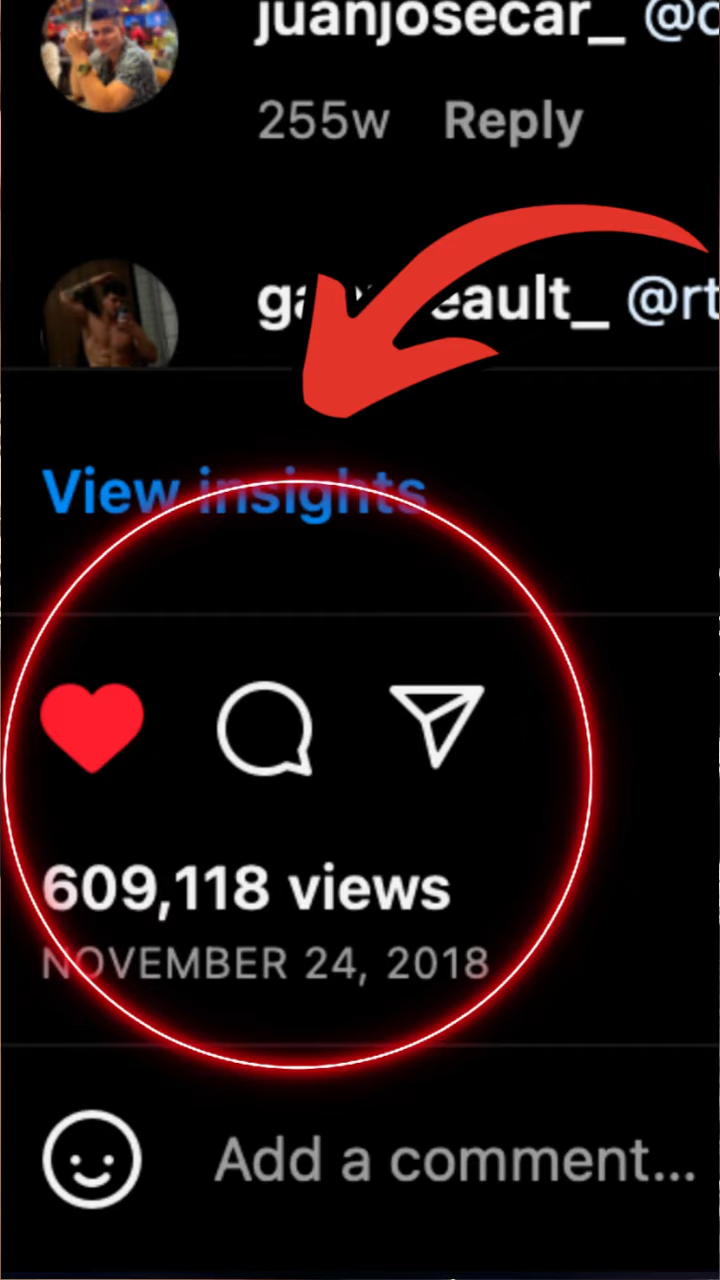 juanjosecar_
255w Reply
View insights
609,118 views
NOVEMBER 24, 2018
Add a comment...